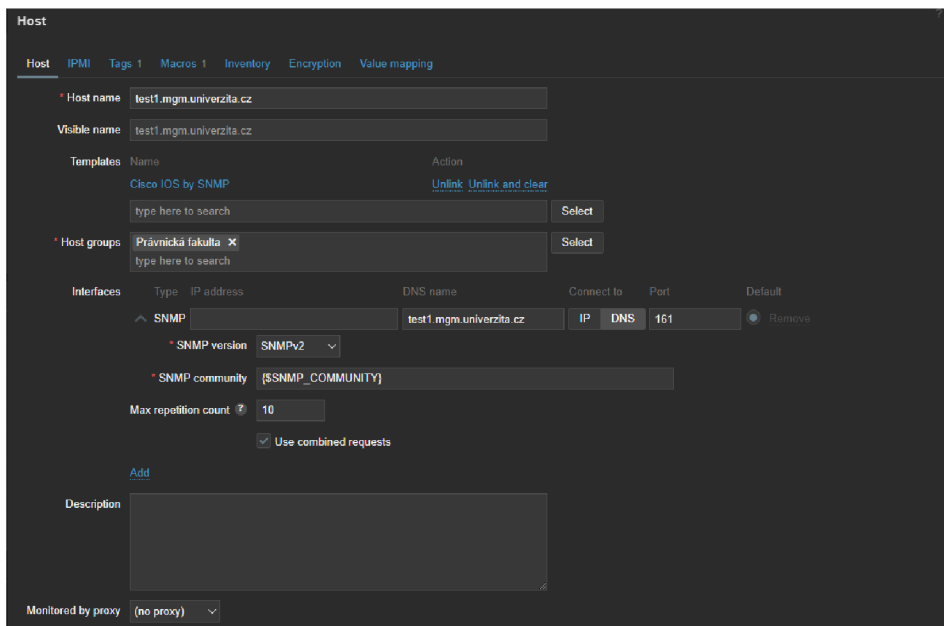 Host
Host IPMI Tags 1 Macros 1 Inventory Encryption Value mapping
* Host name test1.mgm.univerzita.cz
Visible name test1.mgm.univerzita.cz
Templates Name Action
Cisco IOS by SNMP Unlink Unlink and clear
type here to search Select
* Host groups Právnická fakulta × Select
type here to search
Interfaces Type IP address DNS name Connect to Port Default
SNMP test1.mgm.univerzita.cz IP DNS 161 Remove
* SNMP version SNMPv2
* SNMP community {$SNMP_COMMUNITY}
Max repetition count ? 10
Use combined requests
Add
Description
Monitored by proxy (no proxy)